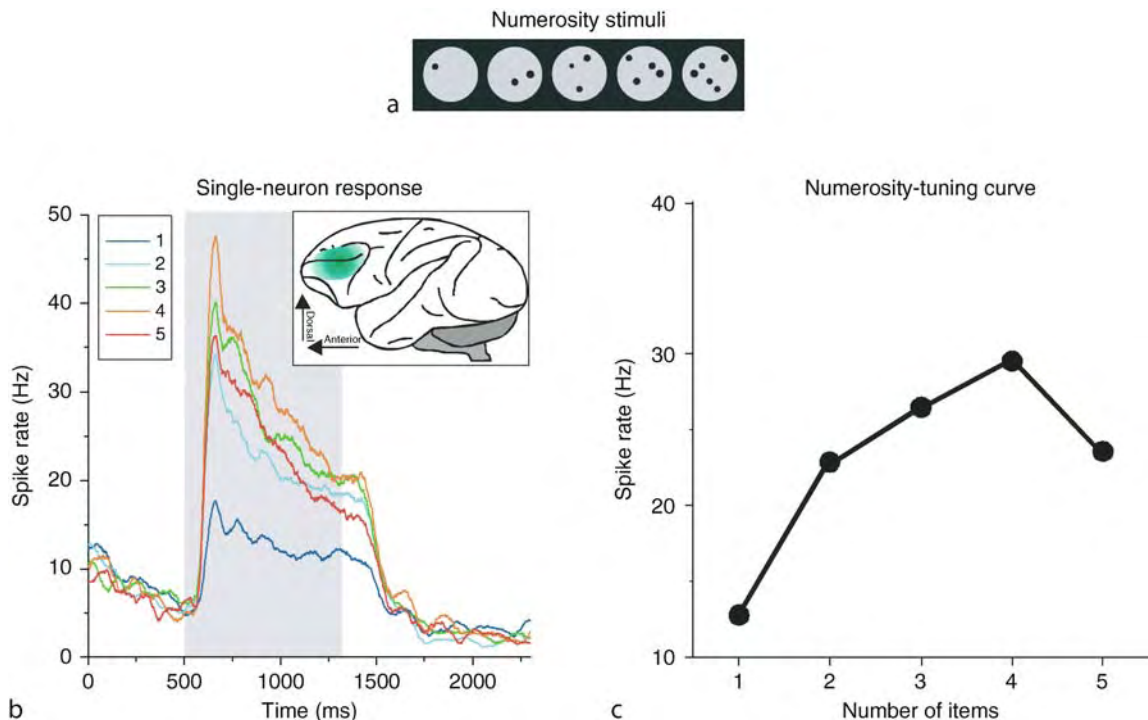 Numerosity stimuli
a
Single-neuron response
50
40
30
20
10
0
Spike rate (Hz)
1
2
3
4
5
Dorsal
Anterior
0
500
1000
1500
2000
Time (ms)
b
Numerosity-tuning curve
40
30
20
10
Spike rate (Hz)
1
2
3
4
5
Number of items
c